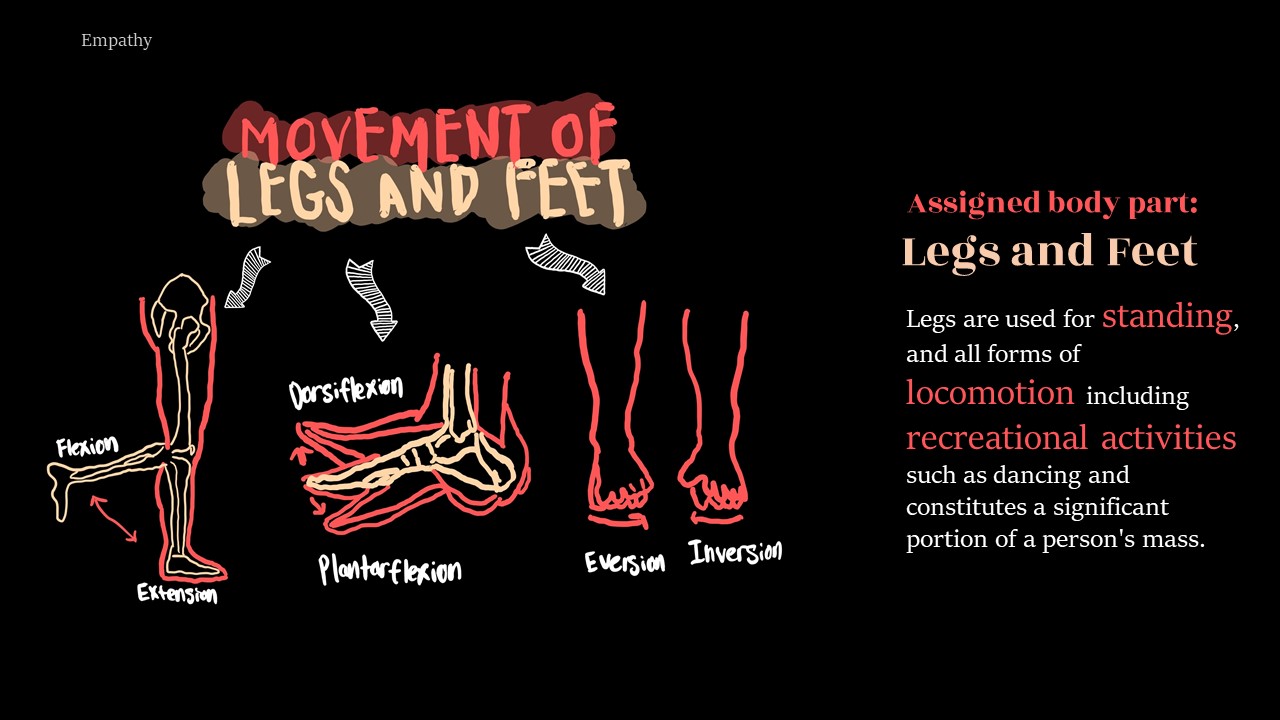 Empathy
MOVEMENT OF
LEGS AND FEET
Dorsiflexion
Flexion
Extension
Plantarflexion
Eversion
Inversion
Assigned body part:
Legs and Feet
Legs are used for standing,
and all forms of
locomotion including
recreational activities
such as dancing and
constitutes a significant
portion of a person's mass.